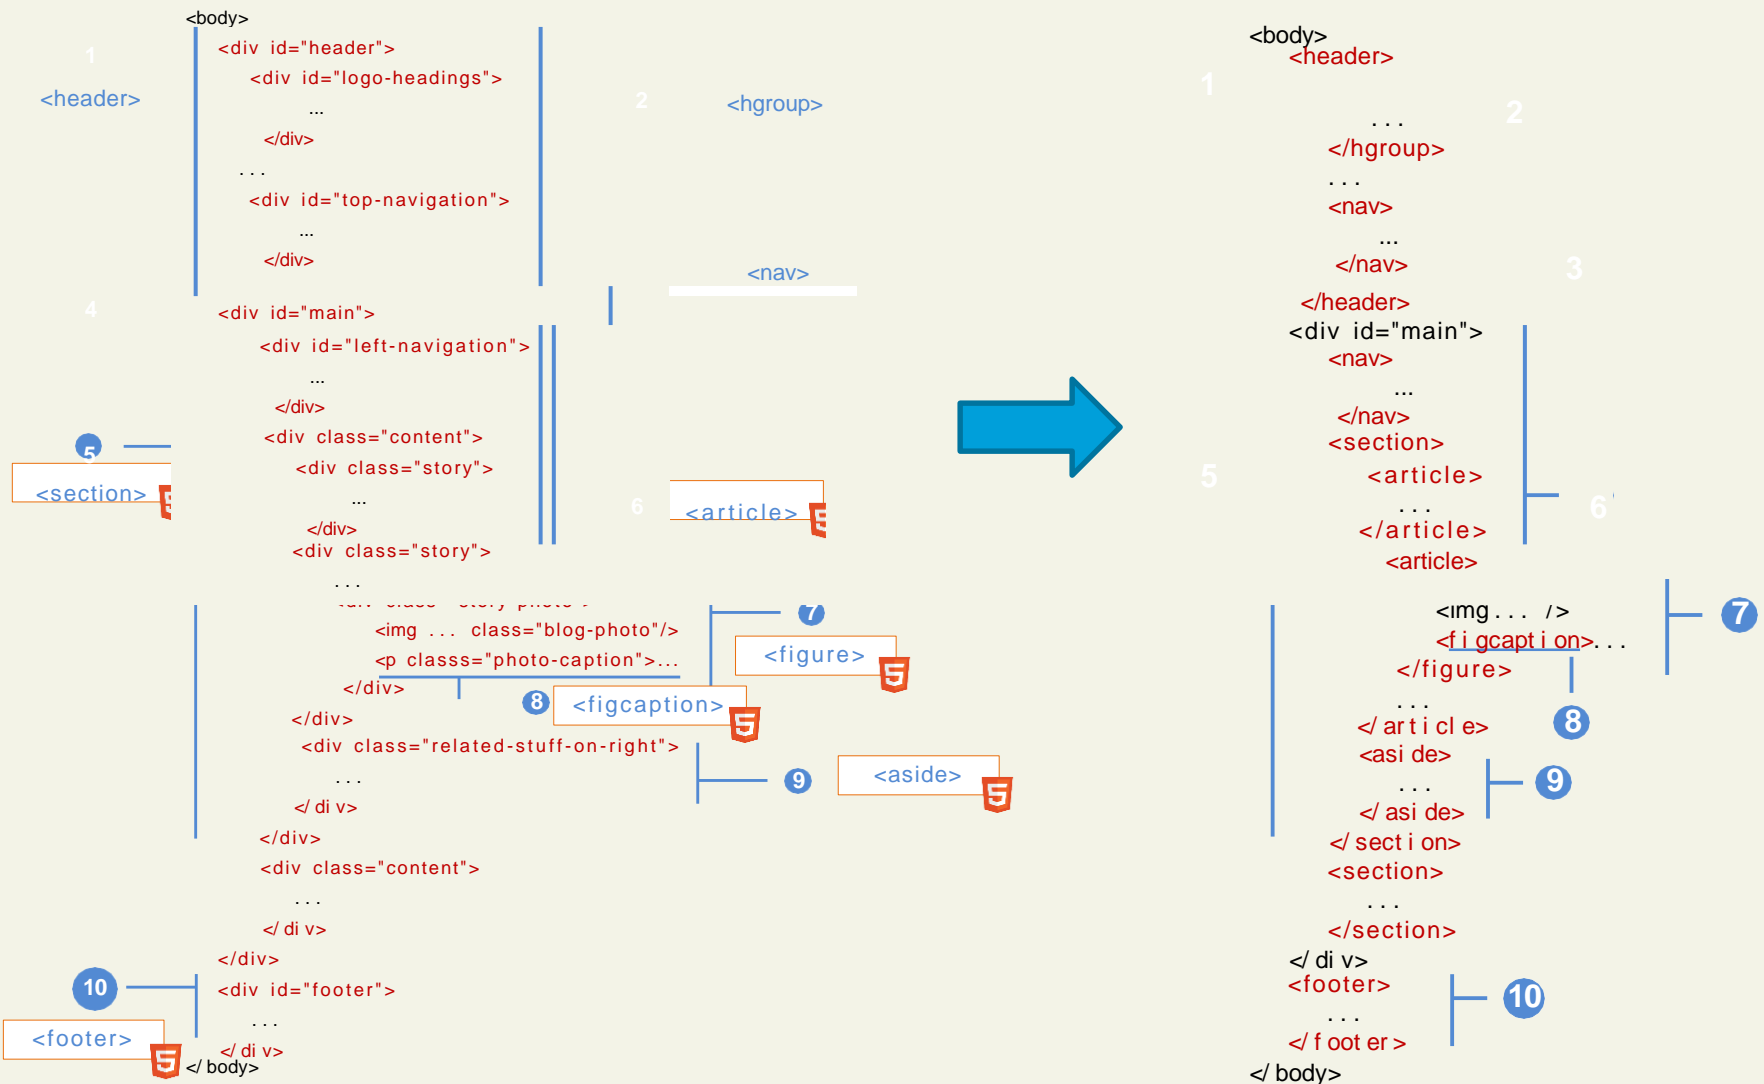 <body>
<div id="header">
1
<div id="logo-headings">
<header>
2
<hgroup>
...
</div>
...
<div id="top-navigation">
...
</div>
<nav>
4
<div id="main">
<div id="left-navigation">
...
</div>
<div class="content">
5
<div class="story">
<section>
...
6
<article>
</div>
<div class="story">
...
<div class="story-photo">
7
<img ... class="blog-photo"/>
<p classs="photo-caption">...
<figure>
</div>
8
<figcaption>
</div>
<div class="related-stuff-on-right">
...
9
<aside>
</div>
</div>
<div class="content">
...
</div>
</div>
10
<div id="footer">
...
<footer>
</div>
</body>
<body>
<header>
1
2
...
</hgroup>
...
<nav>
...
</nav>
3
</header>
<div id="main">
<nav>
...
</nav>
<section>
5
<article>
...
6
</article>
<article>
<img... />
7
<figcaption>...
</figure>
...
8
</article>
<aside>
...
9
</aside>
</section>
<section>
...
</section>
</div>
<footer>
10
...
</footer>
</body>